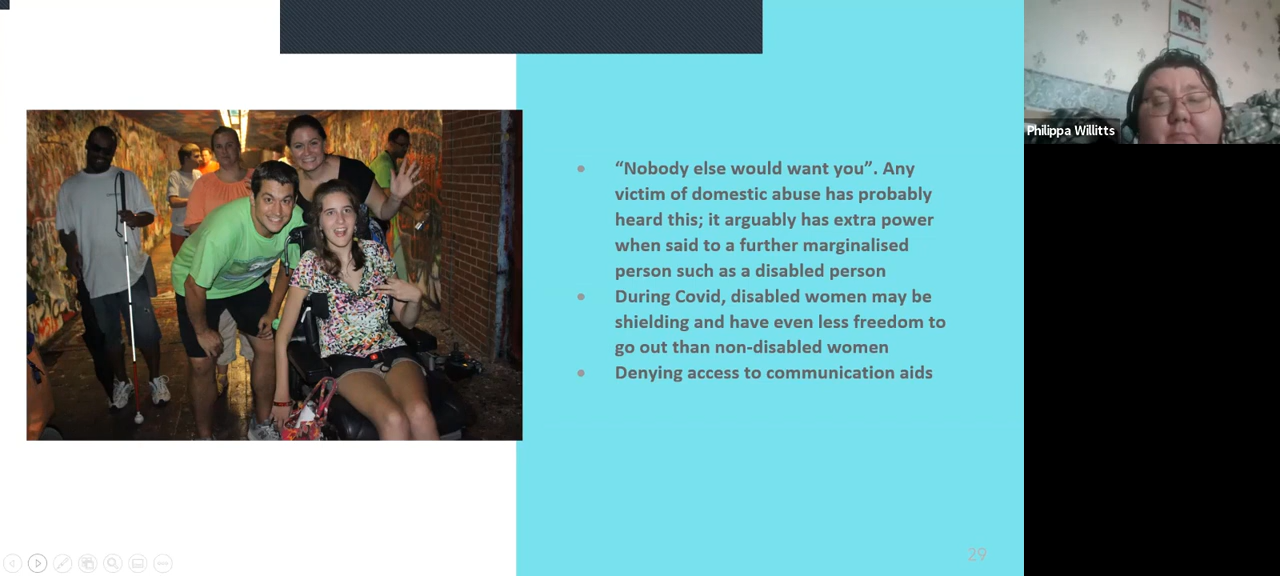 Philippa Willitts
“Nobody else would want you”. Any
victim of domestic abuse has probably
heard this; it arguably has extra power
when said to a further marginalised
person such as a disabled person
During Covid, disabled women may be
shielding and have even less freedom to
go out than non-disabled women
Denying access to communication aids
29